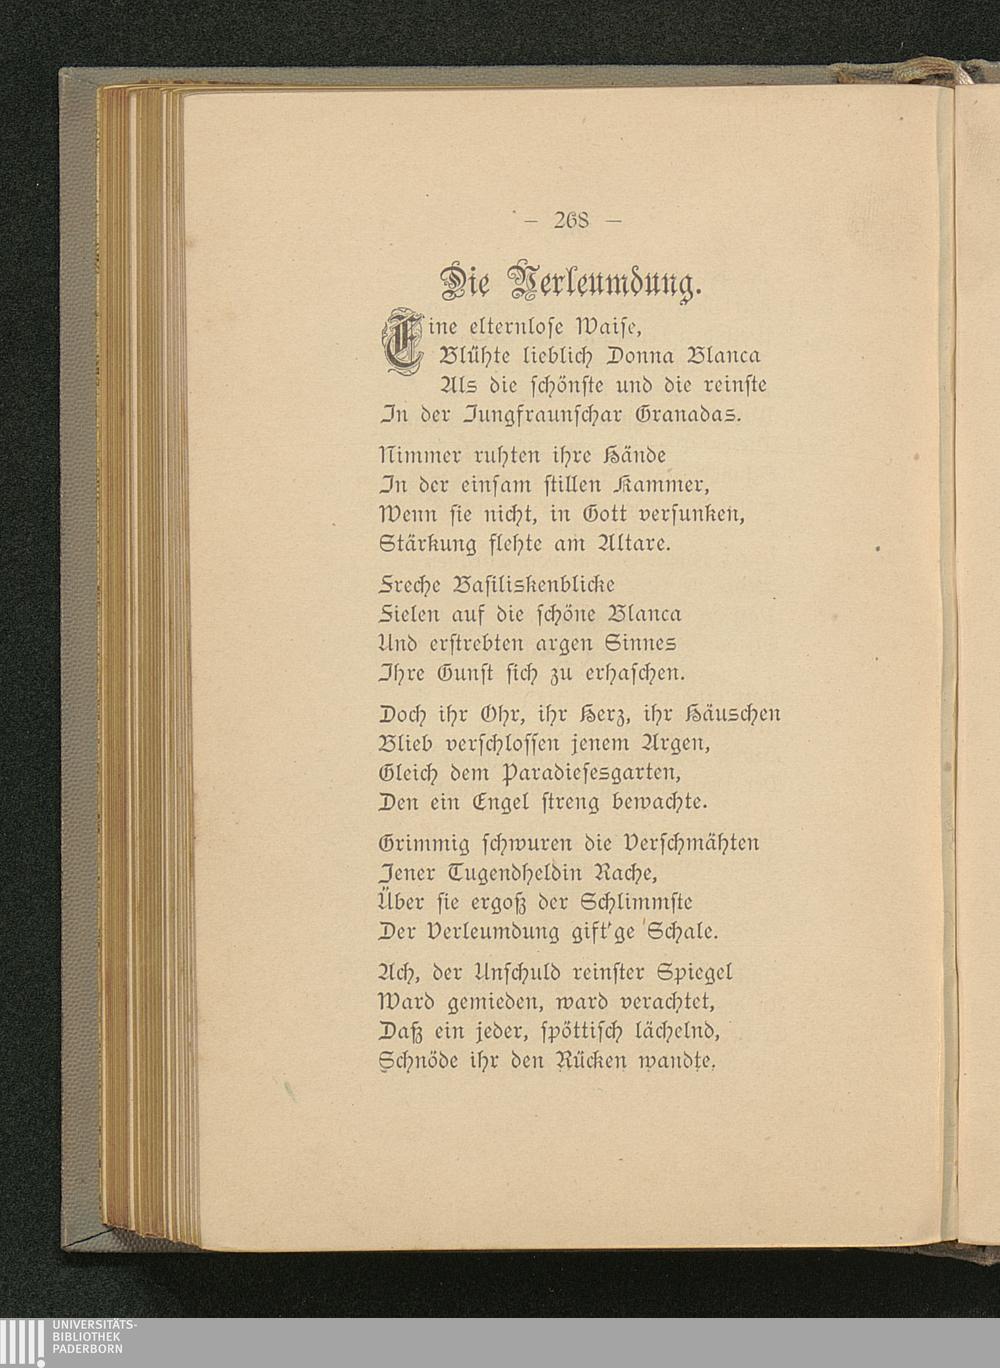 — 268 —
Die Verleumdung.
Eine elternloſe Waiſe,
Blühte lieblich Donna Blanca
Als die ſchönſte und die reinſte
In der Jungfraunſchar Granadas.
Nimmer ruhten ihre Hände
In der einſam ſtillen Kammer,
Wenn ſie nicht, in Gott verſunken,
Stärkung flehte am Altare.
Freche Baſiliskenblicke
Fielen auf die ſchöne Blanca
Und erſtrebten argen Sinnes
Ihre Gunſt ſich zu erhaſchen.
Doch ihr Ohr, ihr Herz, ihr Häuschen
Blieb verſchloſſen jenem Argen,
Gleich dem Paradieſesgarten,
Den ein Engel ſtreng bewachte.
Grimmig ſchwuren die Verſchmähten
Jener Tugendheldin Rache,
Über ſie ergoß der Schlimmſte
Der Verleumdung gift'ge Schale.
Ach, der Unſchuld reinſter Spiegel
Ward gemieden, ward verachtet,
Daß ein jeder, ſpöttiſch lächelnd,
Schnöde ihr den Rücken wandte.
UNIVERSITÄTS-
BIBLIOTHEK
PADERBORN